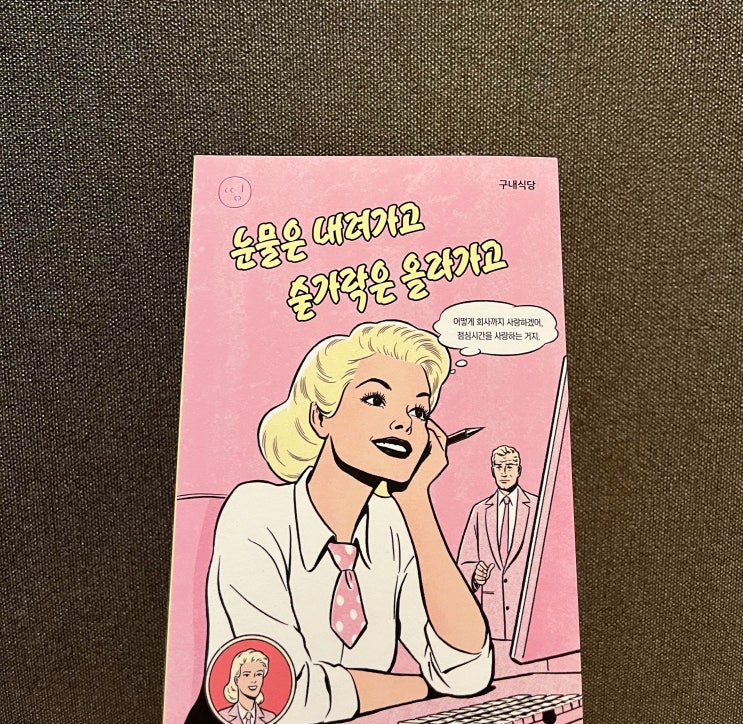 띵
구내식당
눈물은 내려가고
숟가락은 올라가고
어떻게 회사까지 사랑하겠어,
점심시간을 사랑하는 거지.